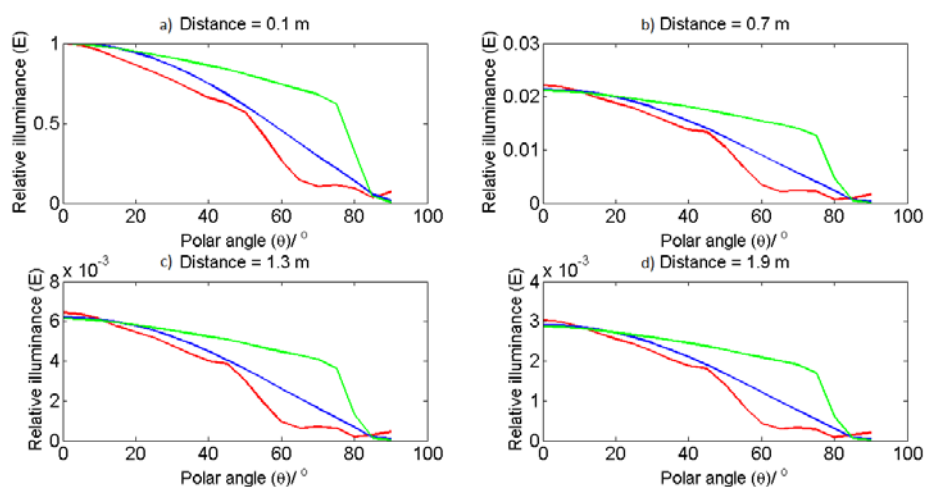 a) Distance = 0.1 m
Relative illuminance (E)
1
0.5
0
0 20 40 60 80 100
Polar angle (θ)/ °
b) Distance = 0.7 m
Relative illuminance (E)
0.03
0.02
0.01
0
0 20 40 60 80 100
Polar angle (θ)/ °
c) Distance = 1.3 m
x 10⁻³
Relative illuminance (E)
8
6
4
2
0
0 20 40 60 80 100
Polar angle (θ)/ °
d) Distance = 1.9 m
x 10⁻³
Relative illuminance (E)
4
3
2
1
0
0 20 40 60 80 100
Polar angle (θ)/ °